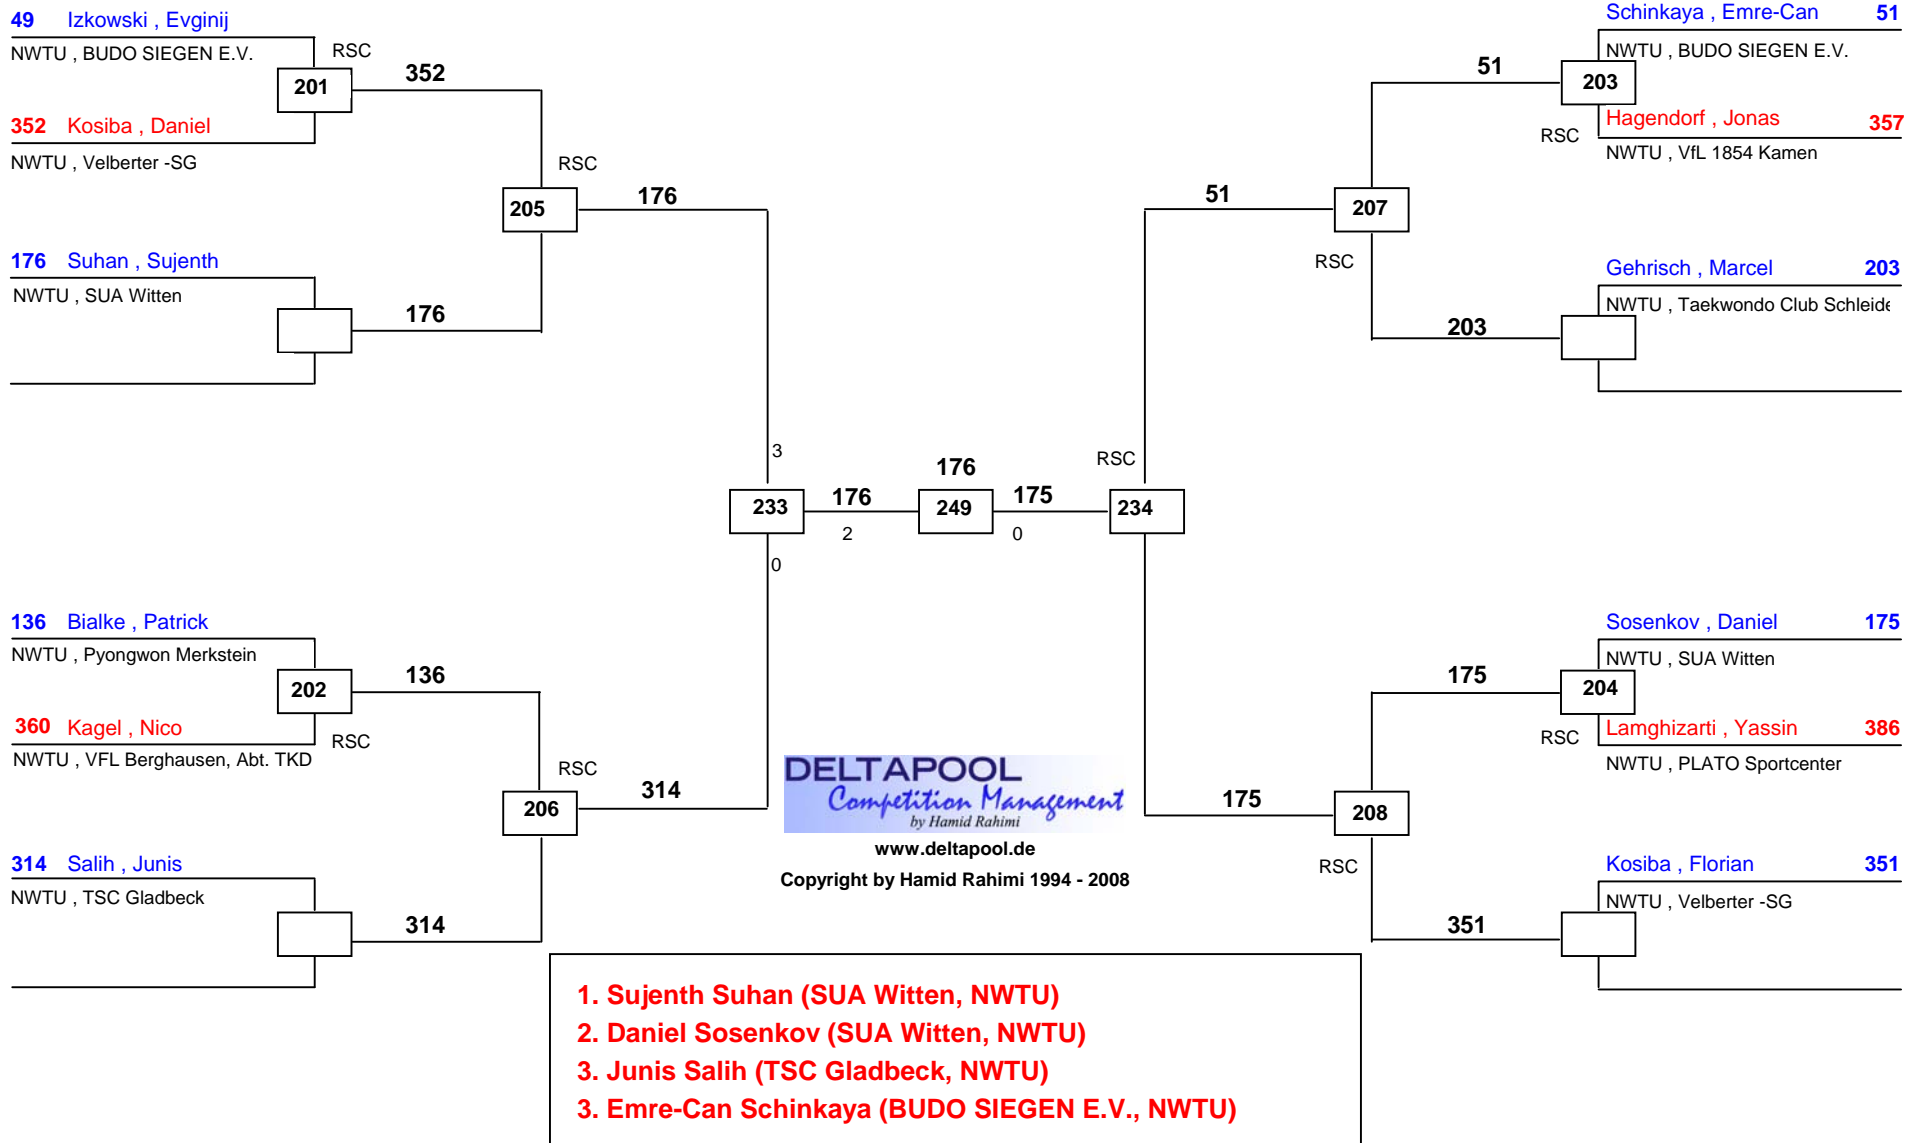 49 Izkowski , Evginij
NWTU , BUDO SIEGEN E.V.
RSC
201
352
352 Kosiba , Daniel
NWTU , Velberter -SG
RSC
205
176
176 Suhan , Sujenth
NWTU , SUA Witten
176
Schinkaya , Emre-Can 51
NWTU , BUDO SIEGEN E.V.
51
203
RSC
Hagendorf , Jonas 357
NWTU , VfL 1854 Kamen
51
207
RSC
Gehrisch , Marcel 203
NWTU , Taekwondo Club Schleide
203
3
233
0
176
2
176
249
175
0
RSC
234
136 Bialke , Patrick
NWTU , Pyongwon Merkstein
202
136
360 Kagel , Nico
RSC
NWTU , VFL Berghausen, Abt. TKD
RSC
206
314
314 Salih , Junis
NWTU , TSC Gladbeck
314
Sosenkov , Daniel 175
NWTU , SUA Witten
175
204
RSC
Lamghizarti , Yassin 386
NWTU , PLATO Sportcenter
175
208
RSC
Kosiba , Florian 351
NWTU , Velberter -SG
351
DELTAPOOL
Competition Management
by Hamid Rahimi
www.deltapool.de
Copyright by Hamid Rahimi 1994 - 2008
1. Sujenth Suhan (SUA Witten, NWTU)
2. Daniel Sosenkov (SUA Witten, NWTU)
3. Junis Salih (TSC Gladbeck, NWTU)
3. Emre-Can Schinkaya (BUDO SIEGEN E.V., NWTU)